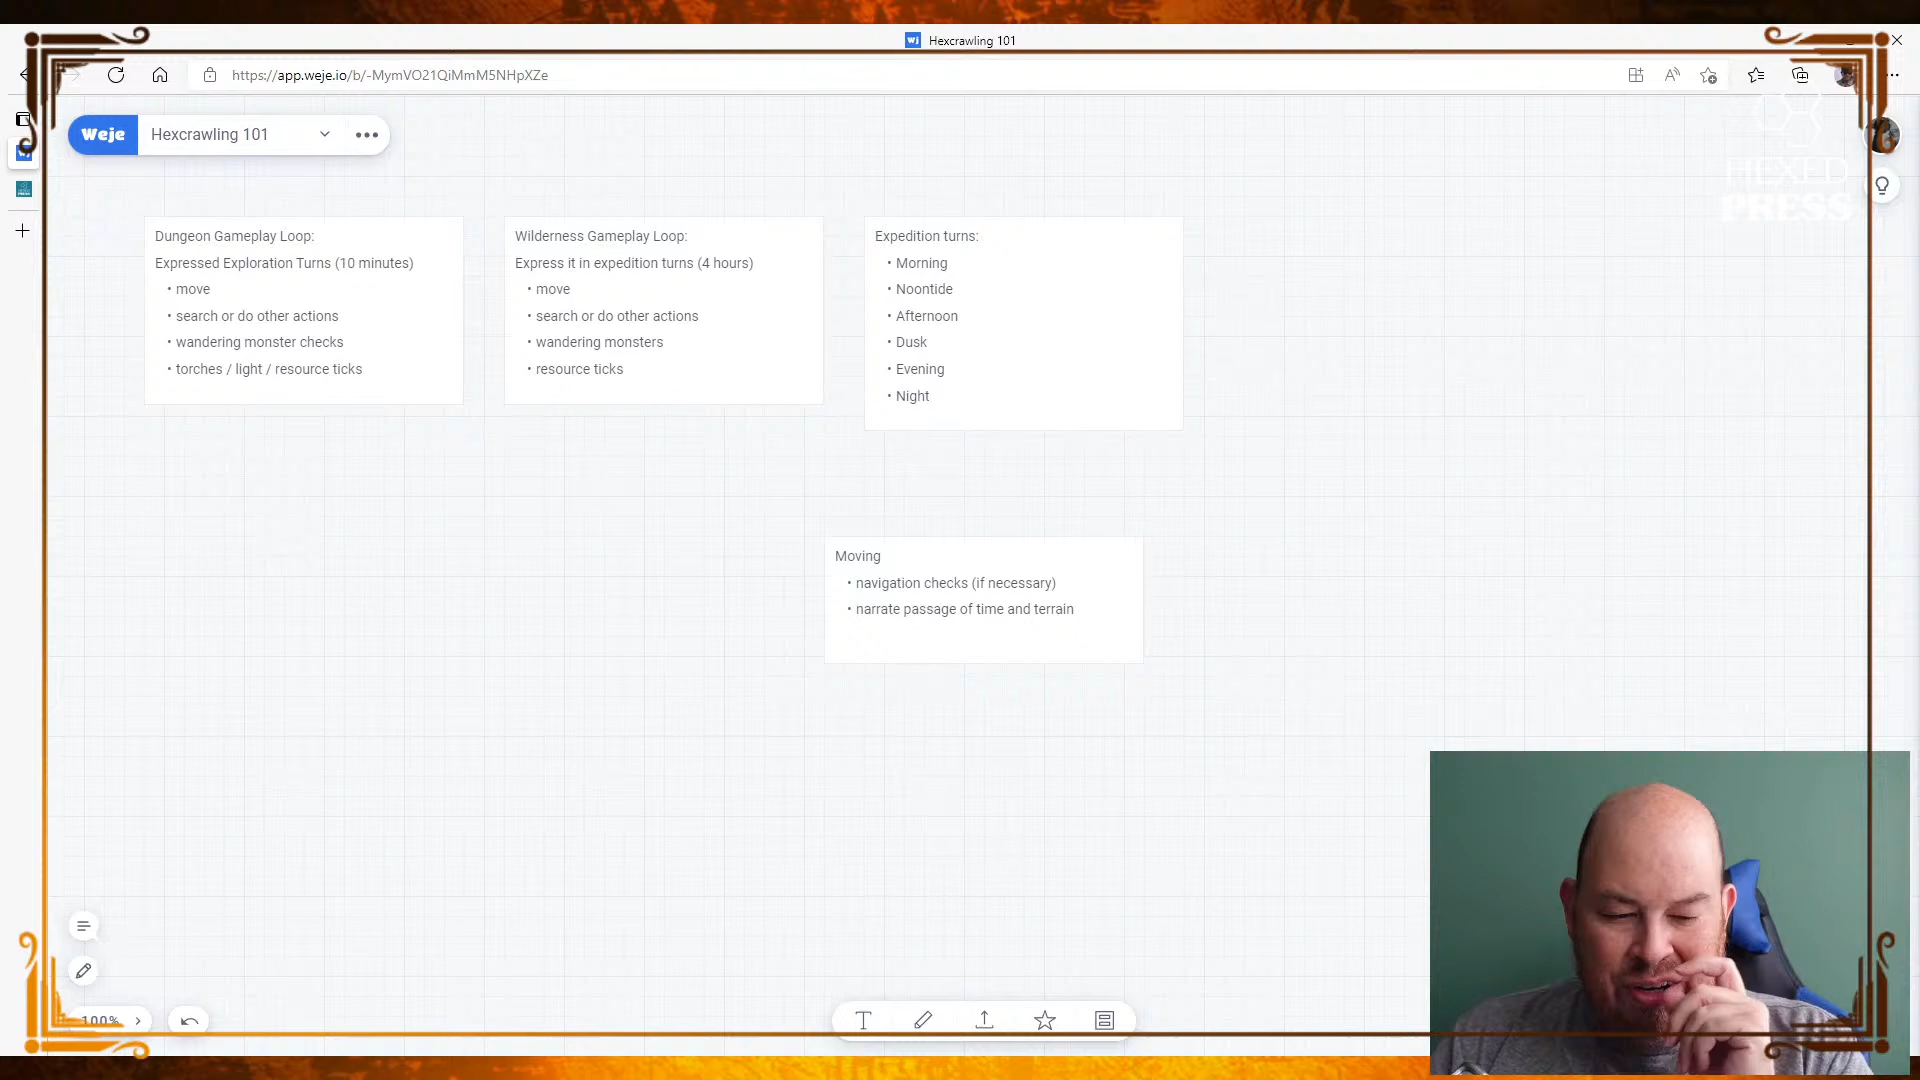 Hexcrawling 101
https://app.weje.io/b/-MymVO21QiMmM5NHpXZe
Weje
Hexcrawling 101
HEXED
PRESS
Dungeon Gameplay Loop:
Expressed Exploration Turns (10 minutes)
• move
• search or do other actions
• wandering monster checks
• torches / light / resource ticks
Wilderness Gameplay Loop:
Express it in expedition turns (4 hours)
• move
• search or do other actions
• wandering monsters
• resource ticks
Expedition turns:
• Morning
• Noontide
• Afternoon
• Dusk
• Evening
• Night
Moving
• navigation checks (if necessary)
• narrate passage of time and terrain
100%